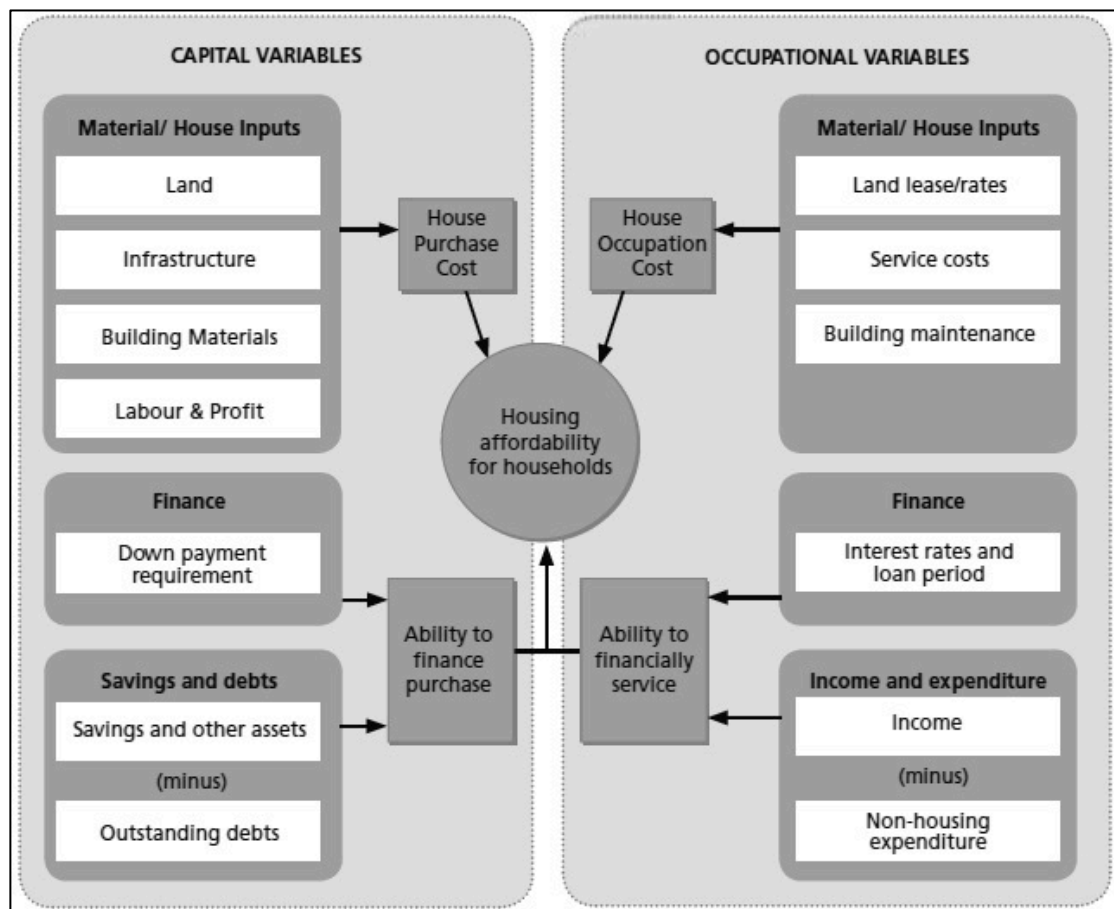 CAPITAL VARIABLES
Material/ House Inputs
Land
Infrastructure
Building Materials
Labour & Profit
House
Purchase
Cost
Finance
Down payment
requirement
Savings and debts
Savings and other assets
(minus)
Outstanding debts
Ability to
finance
purchase
Housing
affordability
for households
OCCUPATIONAL VARIABLES
House
Occupation
Cost
Material/ House Inputs
Land lease/rates
Service costs
Building maintenance
Ability to
financially
service
Finance
Interest rates and
loan period
Income and expenditure
Income
(minus)
Non-housing
expenditure